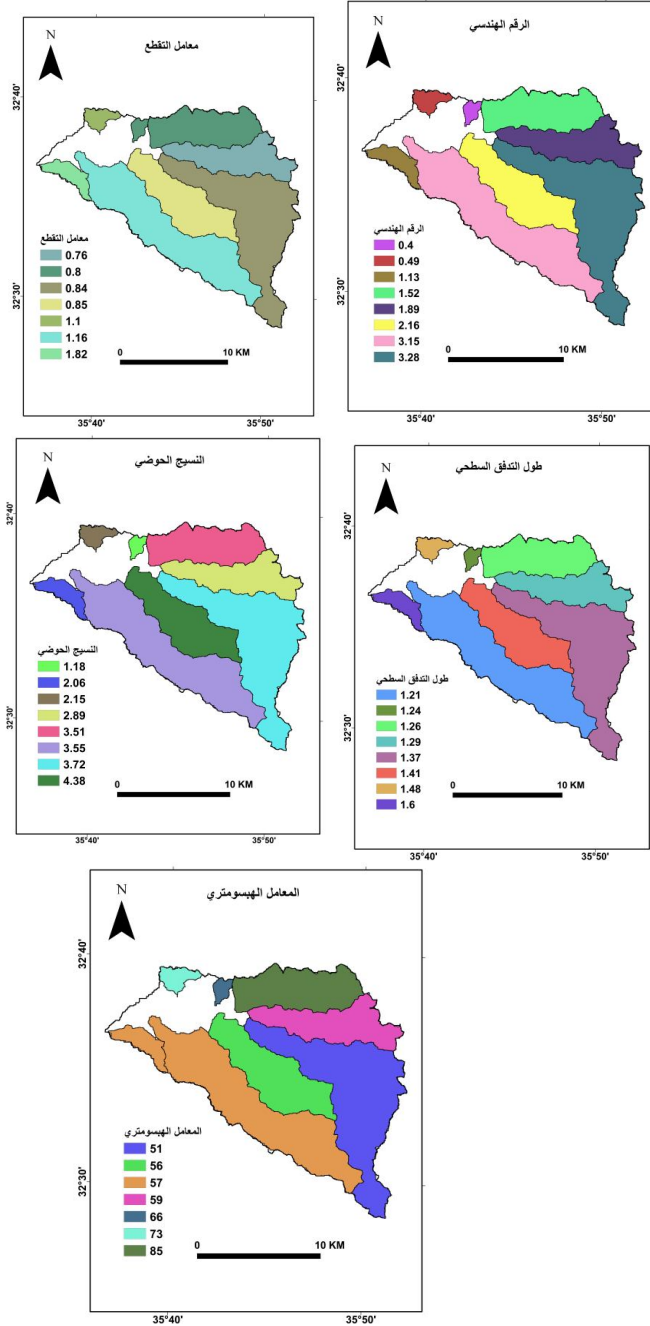 N
معامل التقطع
32°40'
32°30'
معامل التقطع
0.76
0.8
0.84
0.85
1.1
1.16
1.82
0 10 KM
35°40' 35°50'
N
الرقم الهندسي
32°40'
32°30'
الرقم الهندسي
0.4
0.49
1.13
1.52
1.89
2.16
3.15
3.28
0 10 KM
35°40' 35°50'
N
النسيج الحوضي
32°40'
32°30'
النسيج الحوضي
1.18
2.06
2.15
2.89
3.51
3.55
3.72
4.38
0 10 KM
35°40' 35°50'
N
طول التدفق السطحي
32°40'
32°30'
طول التدفق السطحي
1.21
1.24
1.26
1.29
1.37
1.41
1.48
1.6
0 10 KM
35°40' 35°50'
N
المعامل الهبسومتري
32°40'
32°30'
المعامل الهبسومتري
51
56
57
59
66
73
85
0 10 KM
35°40' 35°50'